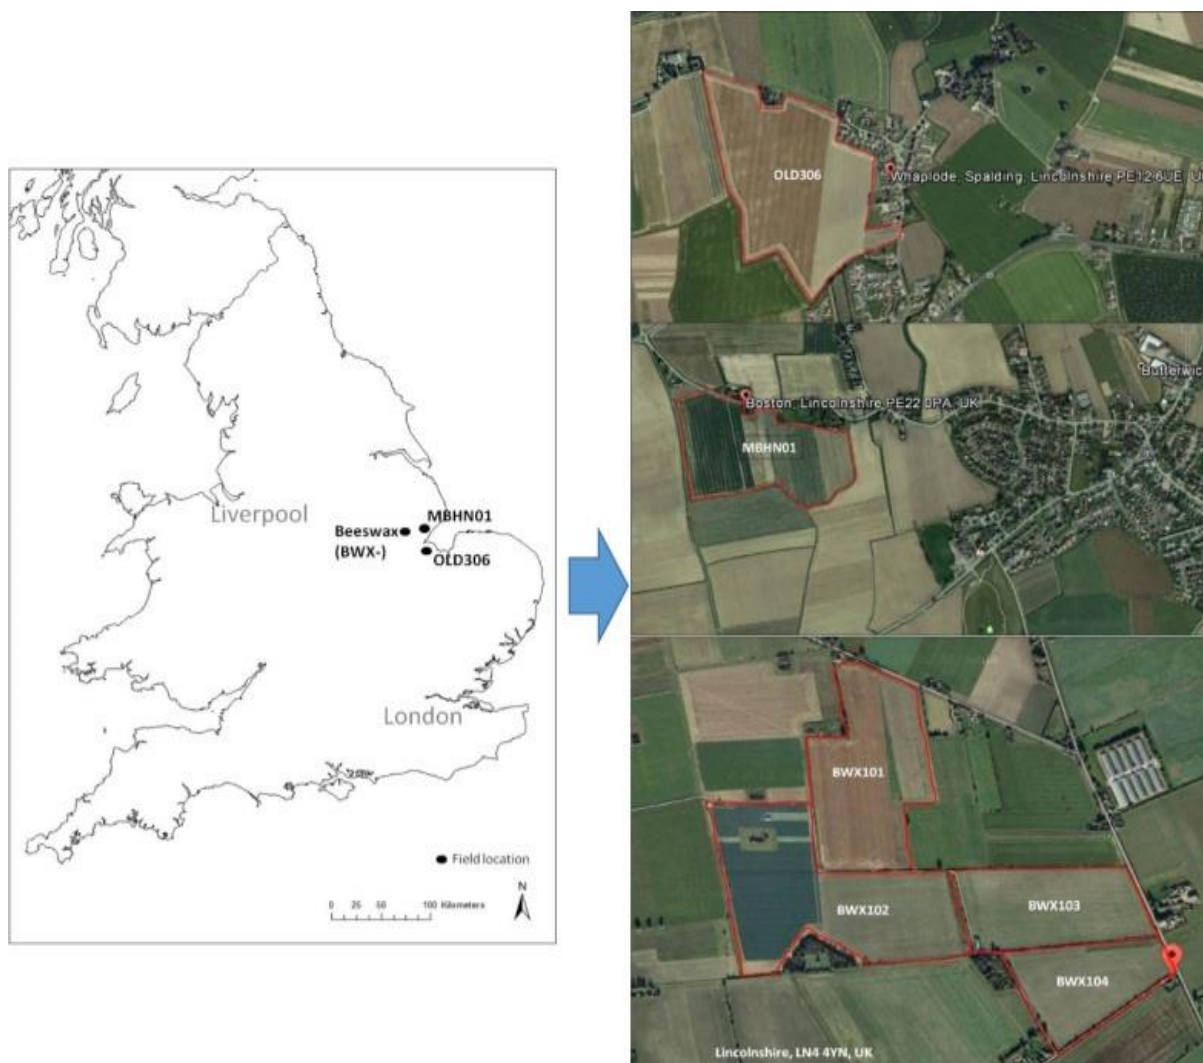 Liverpool
MBHN01
Beeswax
(BWX-)
OLD306
London
Field location
N
0 25 50 100 Kilometers
OLD306
Whaplode, Spalding, Lincolnshire PE12 6UE, U
Butterwic
Boston, Lincolnshire PE22 0PA, UK
MBHN01
BWX101
BWX102
BWX103
BWX104
Lincolnshire, LN4 4YN, UK